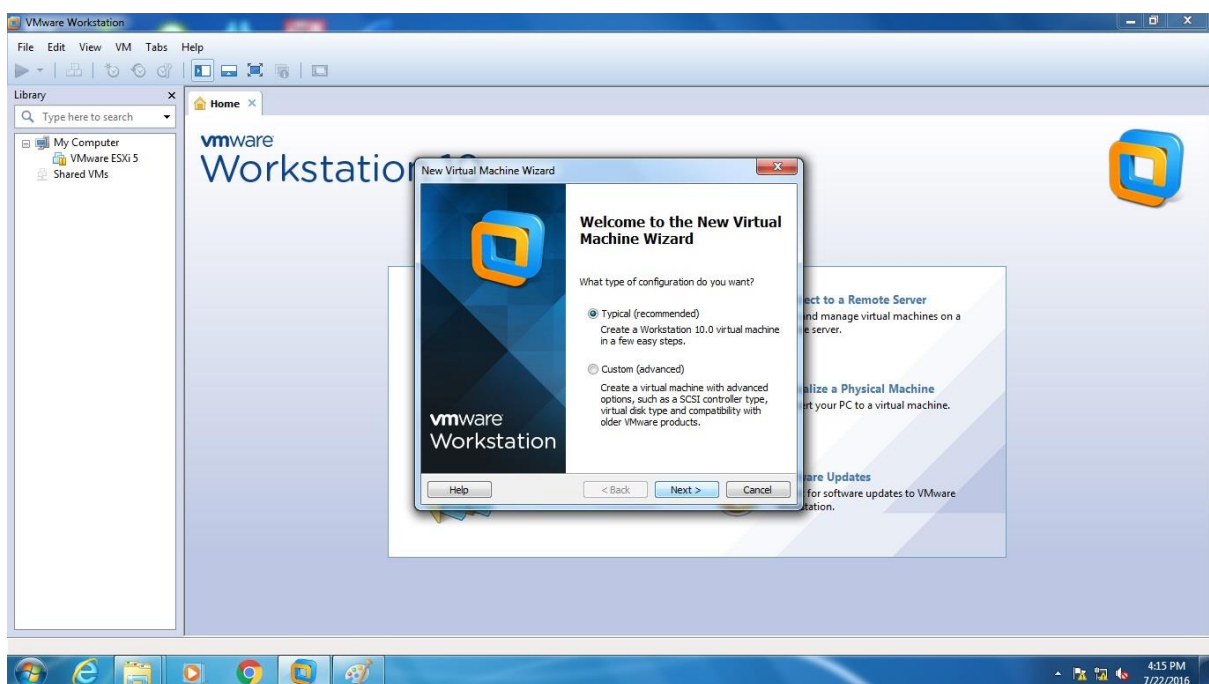 VMware Workstation
File Edit View VM Tabs Help
Library
Type here to search
My Computer
VMware ESXi 5
Shared VMs
Home
vmware
Workstation
New Virtual Machine Wizard
vmware
Workstation
Welcome to the New Virtual
Machine Wizard
What type of configuration do you want?
Typical (recommended)
Create a Workstation 10.0 virtual machine
in a few easy steps.
Custom (advanced)
Create a virtual machine with advanced
options, such as a SCSI controller type,
virtual disk type and compatibility with
older VMware products.
Help
< Back
Next >
Cancel
ect to a Remote Server
nd manage virtual machines on a
e server.
alize a Physical Machine
rt your PC to a virtual machine.
are Updates
for software updates to VMware
tation.
4:15 PM
7/22/2016